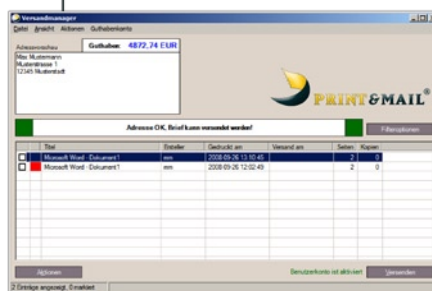 Versandmanager
Datei Ansicht Aktionen Guthabenkonto
Adressvorschau
Guthaben: 4872,74 EUR
Max Mustermann
Musterstrasse 1
12345 Musterstadt
PRINT&MAIL®
Adresse OK, Brief kann versendet werden!
Filteroptionen
Titel Ersteller Gedruckt am Versand am Seiten Kopien
Microsoft Word - Dokument1 mm 2008-09-26 13:10:45 2 0
Microsoft Word - Dokument1 mm 2008-09-26 12:02:49 2 0
Aktionen
Benutzerkonto ist aktiviert
Versenden
2 Einträge angezeigt, 0 markiert